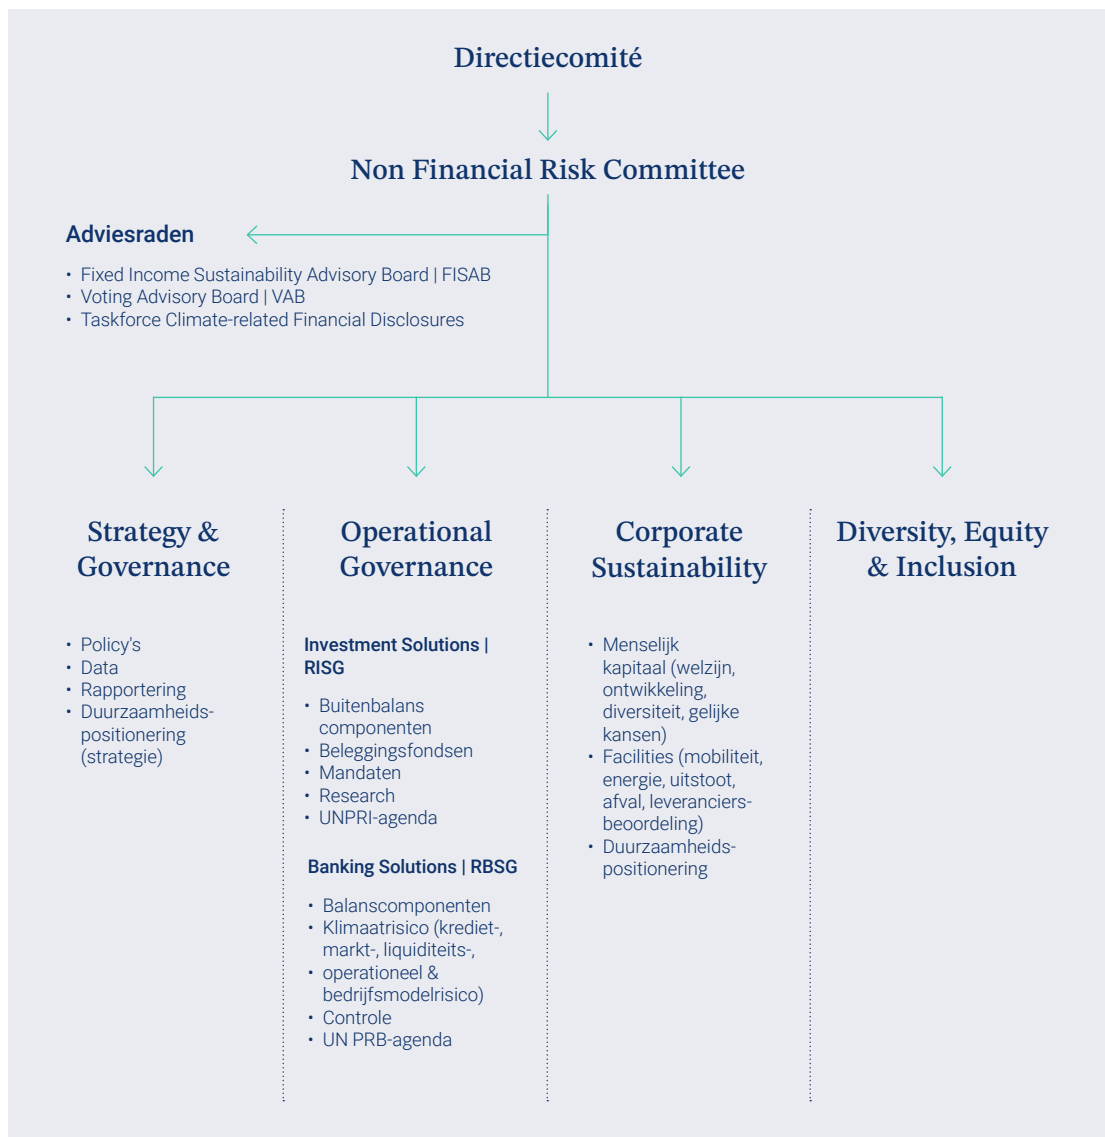 Directiecomité
Non Financial Risk Committee
Adviesraden
• Fixed Income Sustainability Advisory Board | FISAB
• Voting Advisory Board | VAB
• Taskforce Climate-related Financial Disclosures
Strategy &
Governance
• Policy's
• Data
• Rapportering
• Duurzaamheids-
positionering
(strategie)
Operational
Governance
Investment Solutions |
RISG
• Buitenbalans
componenten
• Beleggingsfondsen
• Mandaten
• Research
• UNPRI-agenda
Banking Solutions | RBSG
• Balanscomponenten
• Klimaatrisico (krediet-,
markt-, liquiditeits-,
• operationeel &
bedrijfsmodelrisico)
• Controle
• UN PRB-agenda
Corporate
Sustainability
• Menselijk
kapitaal (welzijn,
ontwikkeling,
diversiteit, gelijke
kansen)
• Facilities (mobiliteit,
energie, uitstoot,
afval, leveranciers-
beoordeling)
• Duurzaamheids-
positionering
Diversity, Equity
& Inclusion